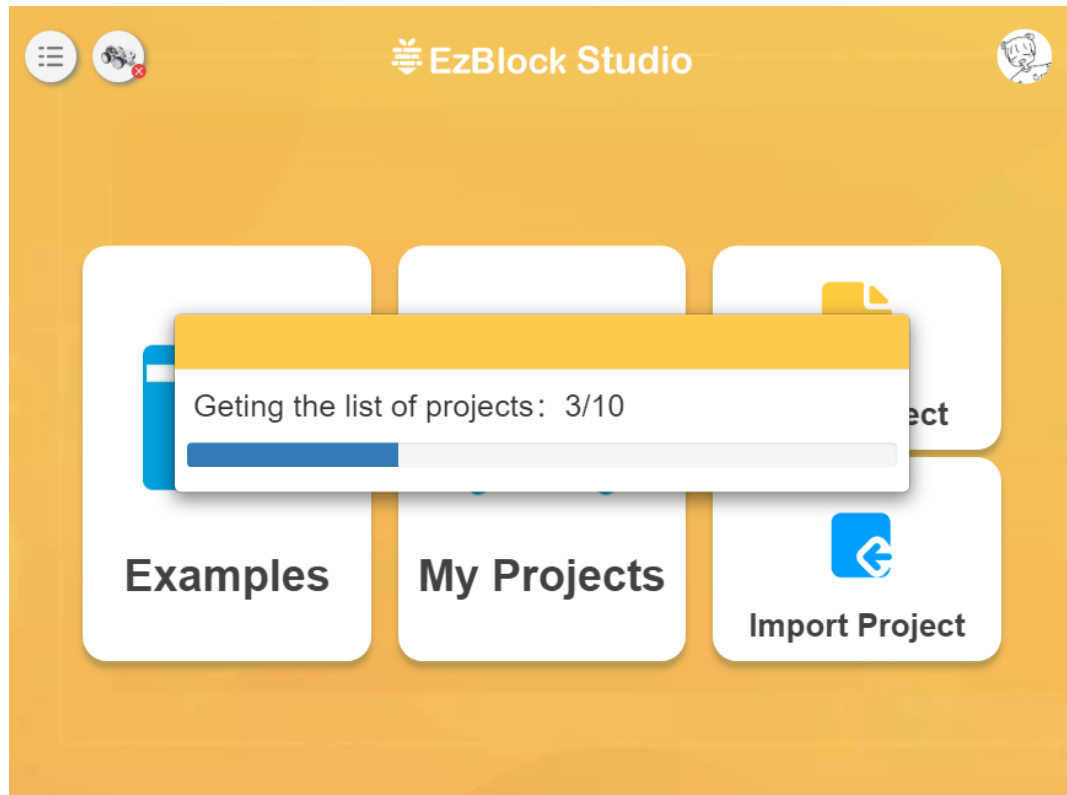 EzBlock Studio
Geting the list of projects：3/10
ect
Examples
My Projects
Import Project